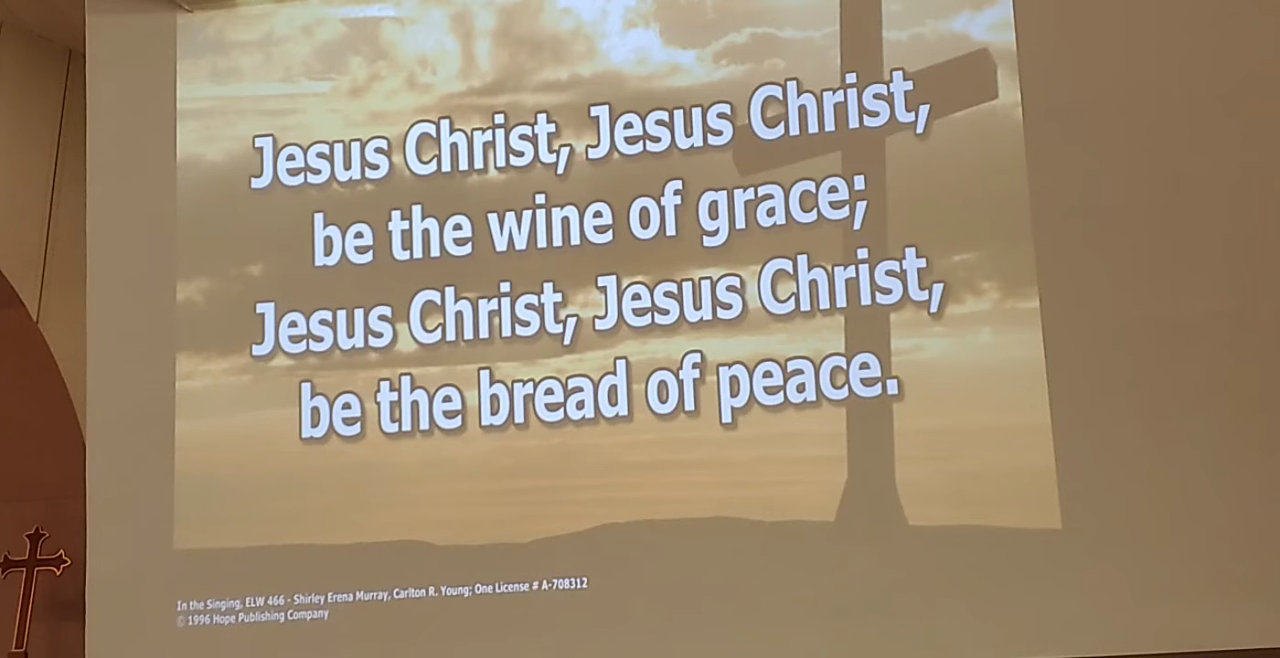 Jesus Christ, Jesus Christ,
be the wine of grace;
Jesus Christ, Jesus Christ,
be the bread of peace.
In the Singing, ELW 466 - Shirley Erena Murray, Carlton R. Young; One License # A-708312
© 1996 Hope Publishing Company